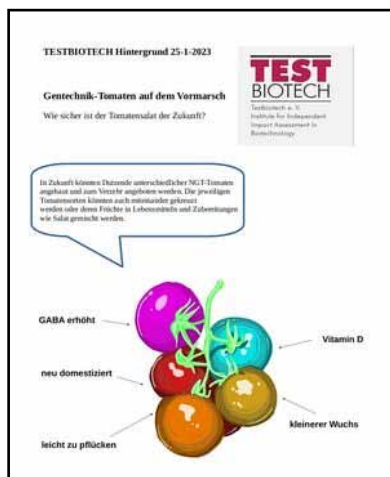 TESTBIOTECH Hintergrund 25-1-2023
TEST
BIOTECH
Testbiotech e. V.
Institute for Independent
Impact Assessment in
Biotechnology
Gentechnik-Tomaten auf dem Vormarsch
Wie sicher ist der Tomatensalat der Zukunft?
In Zukunft könnten Dutzende unterschiedlicher NGT-Tomaten
angebaut und zum Verzehr angeboten werden. Die jeweiligen
Tomatensorten könnten auch miteinander gekreuzt
werden oder deren Früchte in Lebensmitteln und Zubereitungen
wie Salat gemischt werden.
GABA erhöht
Vitamin D
neu domestiziert
kleinerer Wuchs
leicht zu pflücken